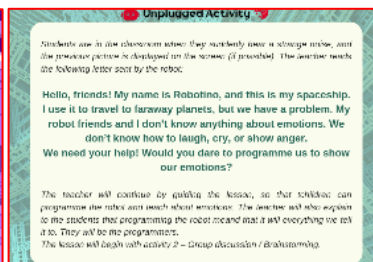 Unplugged Activity
Students are in the classroom when they suddenly hear a strange noise, and
the previous picture is displayed on the screen (if possible). The teacher reads
the following letter sent by the robot:
Hello, friends! My name is Robotino, and this is my spaceship.
I use it to travel to faraway planets, but we have a problem. My
robot friends and I don't know anything about emotions. We
don't know how to laugh, cry, or show anger.
We need your help! Would you dare to programme us to show
our emotions?
The teacher will continue by guiding the lesson, so that tchildren can
programme the robot and teach about emotions. The teacher will also explain
to the students that programming the robot meand that it will everything we tell
it to. They will be the programmers.
The lesson will begin with activity 2 – Group discussion / Brainstorming.